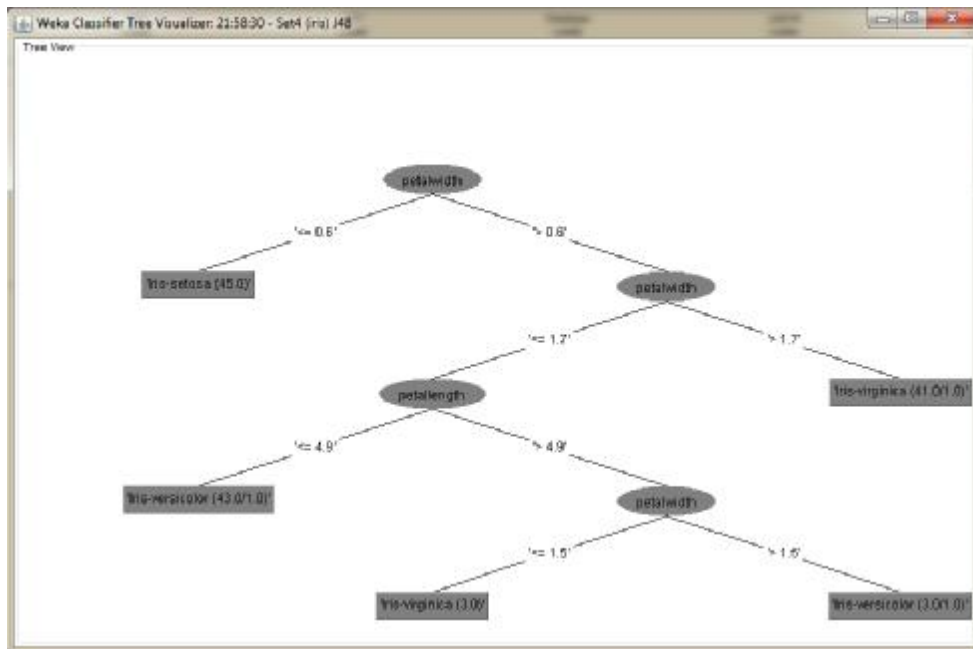 Weka Classifier Tree Visualizer: 21:58:30 - Set4 (iris) J48
Tree View
petalwidth
'<= 0.6' '> 0.6'
'Iris-setosa (45.0)'
petalwidth
'<= 1.7' '> 1.7'
petallength
'Iris-virginica (41.0/1.0)'
'<= 4.9' '> 4.9'
'Iris-versicolor (43.0/1.0)'
petalwidth
'<= 1.5' '> 1.5'
'Iris-virginica (3.0)'
'Iris-versicolor (3.0/1.0)'